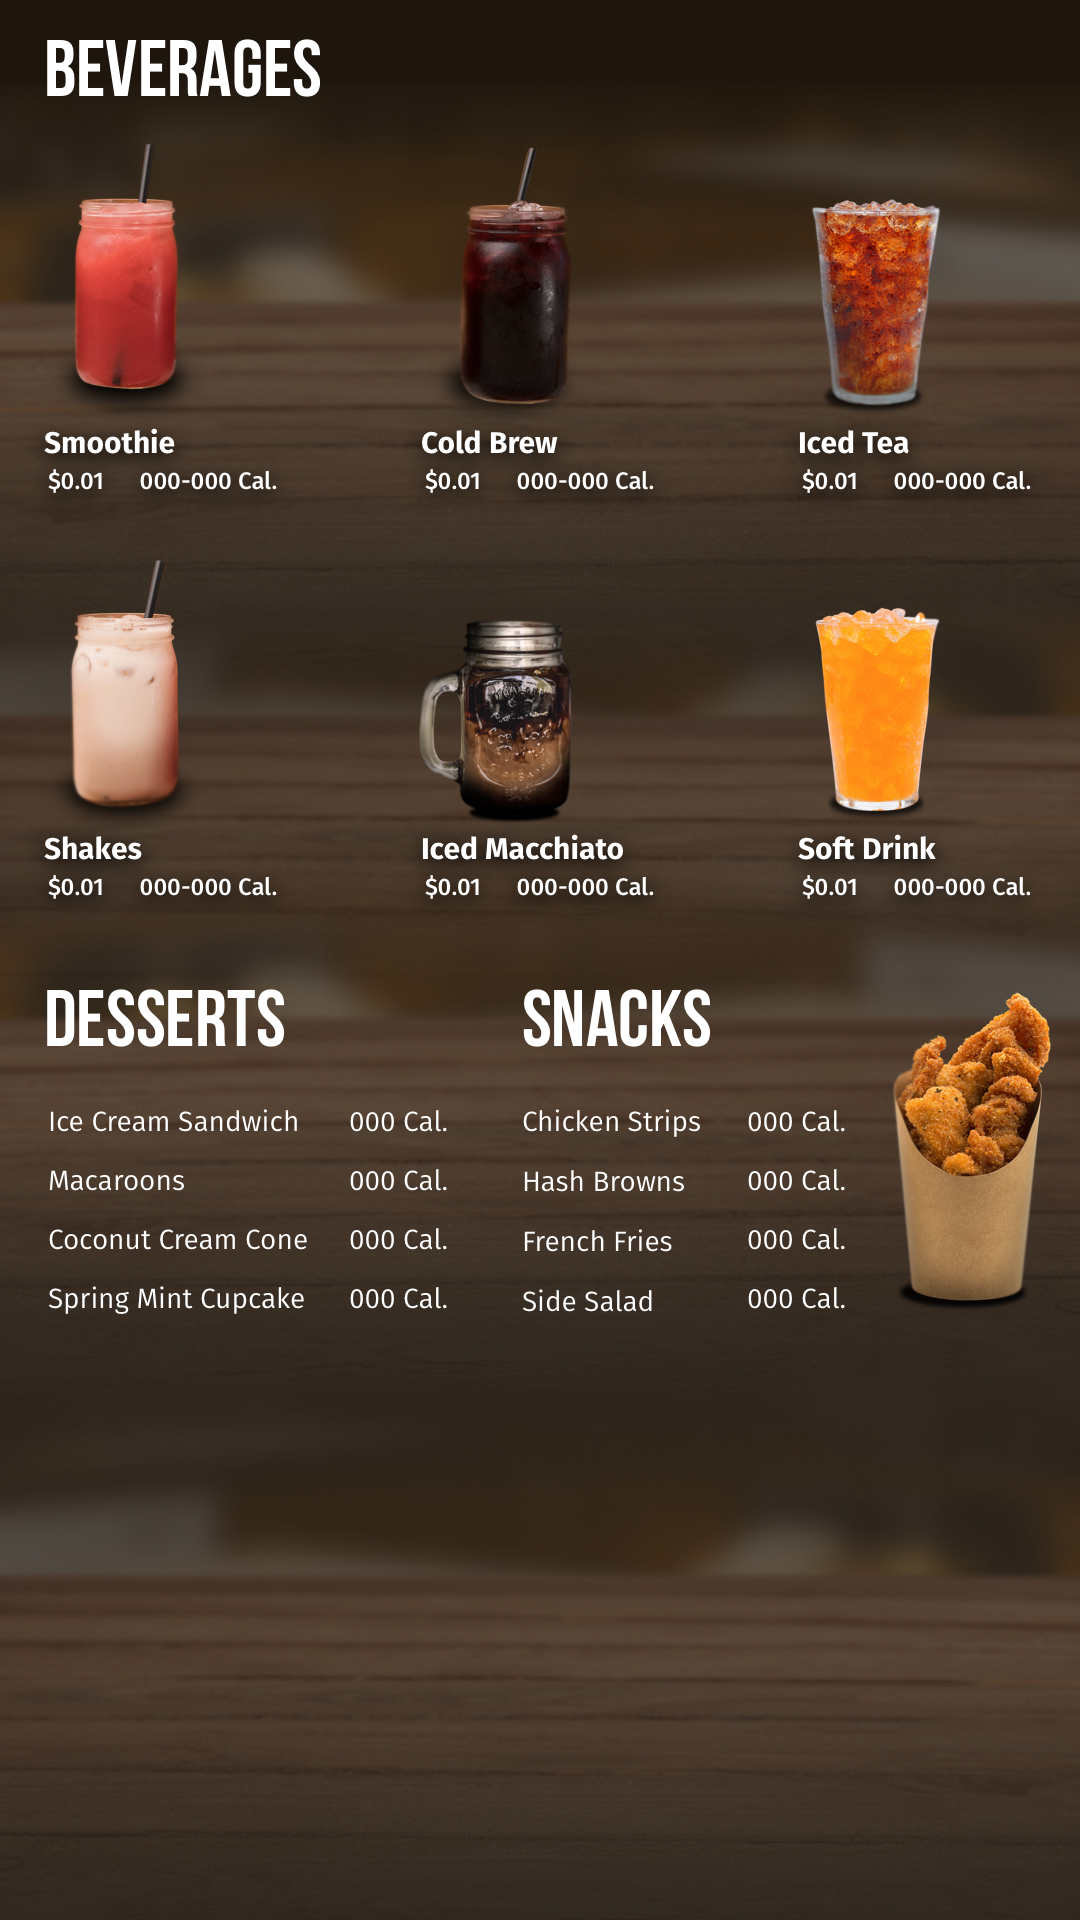 BEVERAGES
Smoothie
$0.01 000-000 Cal.
Cold Brew
$0.01 000-000 Cal.
Iced Tea
$0.01 000-000 Cal.
Shakes
$0.01 000-000 Cal.
Iced Macchiato
$0.01 000-000 Cal.
Soft Drink
$0.01 000-000 Cal.
DESSERTS
Ice Cream Sandwich 000 Cal.
Macaroons 000 Cal.
Coconut Cream Cone 000 Cal.
Spring Mint Cupcake 000 Cal.
SNACKS
Chicken Strips 000 Cal.
Hash Browns 000 Cal.
French Fries 000 Cal.
Side Salad 000 Cal.